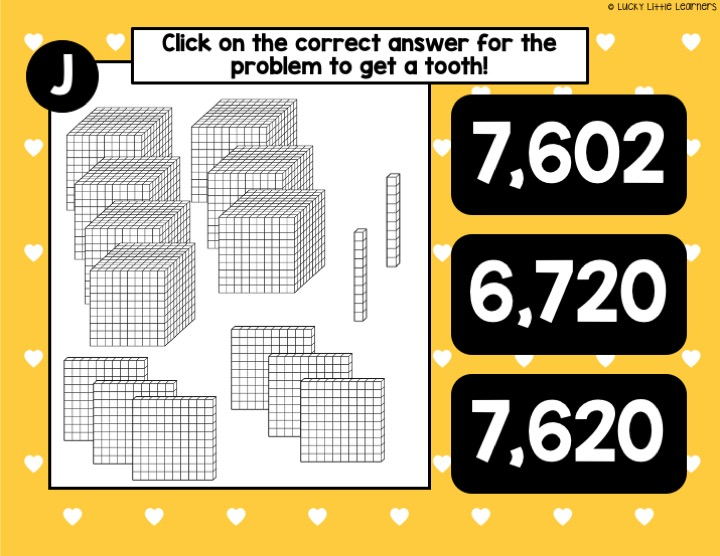 © Lucky Little Learners
Click on the correct answer for the
problem to get a tooth!
J
7,602
6,720
7,620